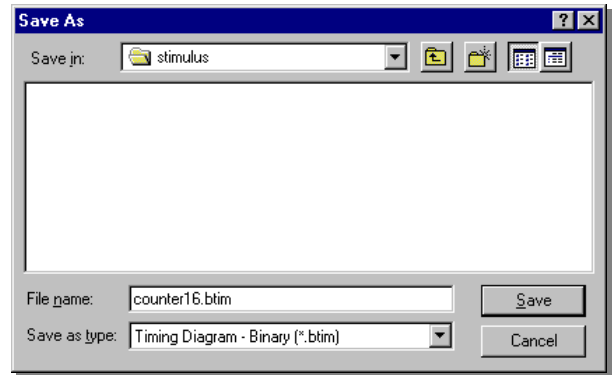 Save As
Save in: stimulus
File name: counter16.btim Save
Save as type: Timing Diagram - Binary (*.btim) Cancel